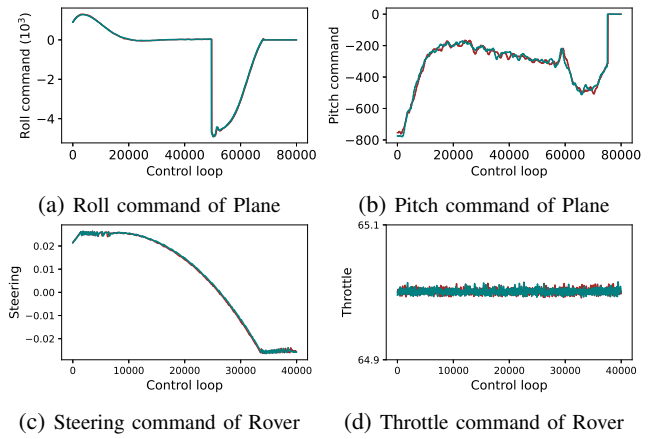 Roll command (10³)
0
−2
−4
0
20000
40000
60000
80000
Control loop
(a) Roll command of Plane
Pitch command
0
−200
−400
−600
−800
0
20000
40000
60000
80000
Control loop
(b) Pitch command of Plane
Steering
0.02
0.01
0.00
−0.01
−0.02
0
10000
20000
30000
40000
Control loop
(c) Steering command of Rover
Throttle
65.1
64.9
0
10000
20000
30000
40000
Control loop
(d) Throttle command of Rover